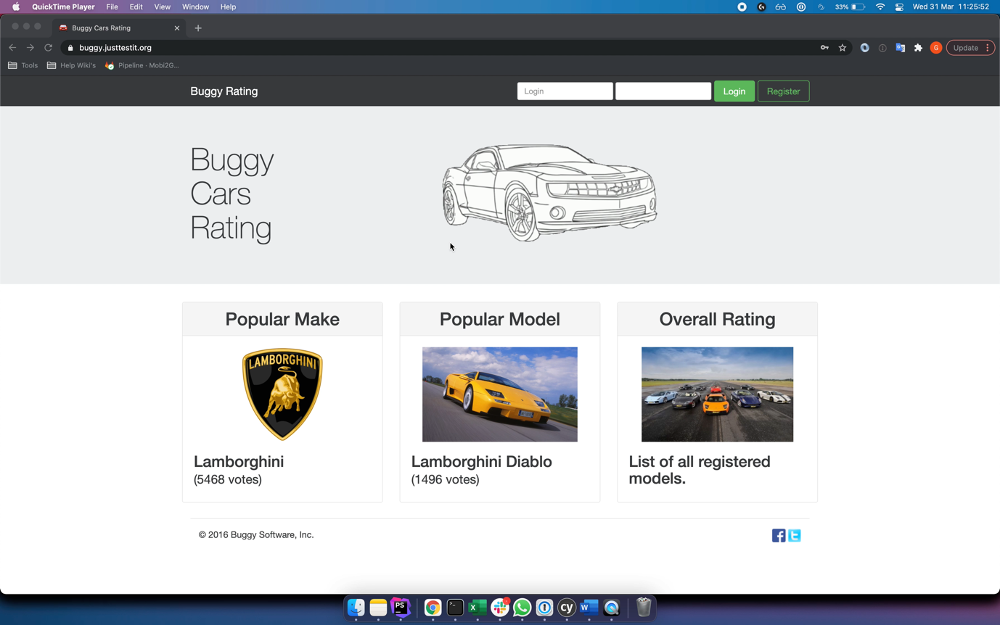 QuickTime Player File Edit View Window Help 33% Wed 31 Mar 11:25:52
Buggy Cars Rating
buggy.justtestit.org G Update
Tools Help Wiki's Pipeline · Mobi2G...
Buggy Rating Login Login Register
Buggy
Cars
Rating
Popular Make
LAMBORGHINI
Lamborghini
(5468 votes)
Popular Model
Lamborghini Diablo
(1496 votes)
Overall Rating
List of all registered
models.
© 2016 Buggy Software, Inc.
PS cy W